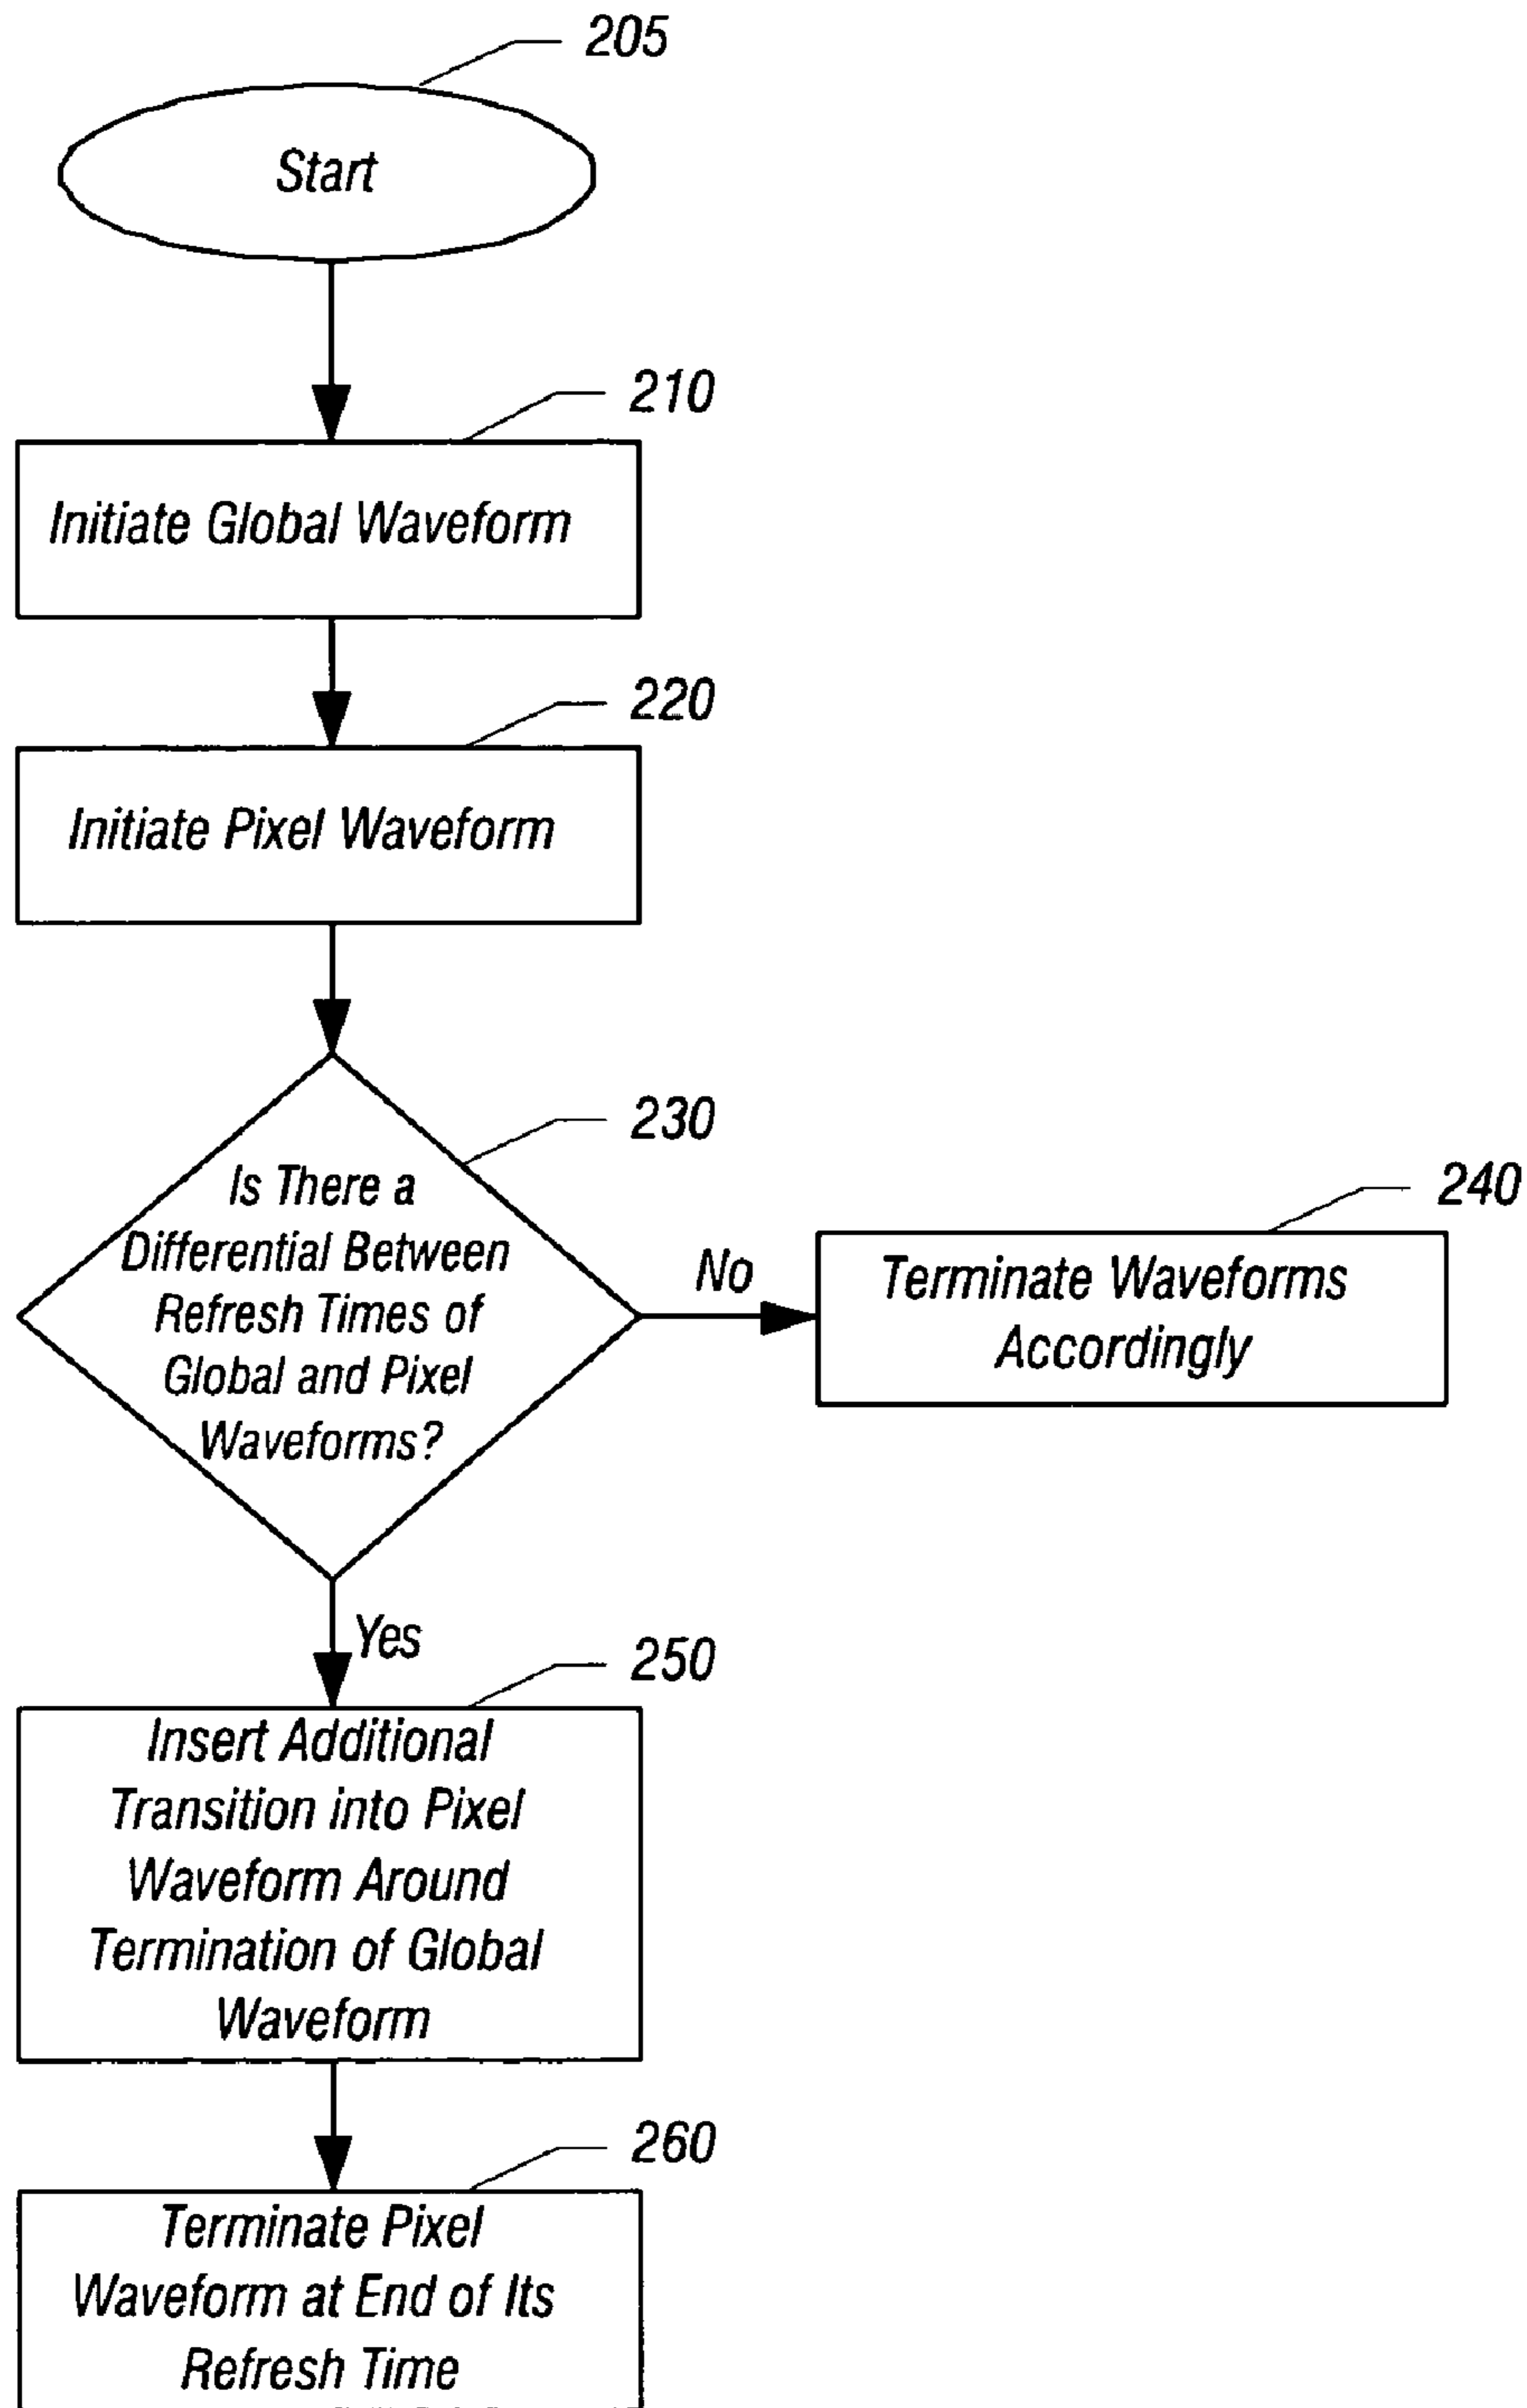 205
Start
210
Initiate Global Waveform
220
Initiate Pixel Waveform
230
Is There a
Differential Between
Refresh Times of
Global and Pixel
Waveforms?
No
240
Terminate Waveforms
Accordingly
Yes
250
Insert Additional
Transition into Pixel
Waveform Around
Termination of Global
Waveform
260
Terminate Pixel
Waveform at End of Its
Refresh Time